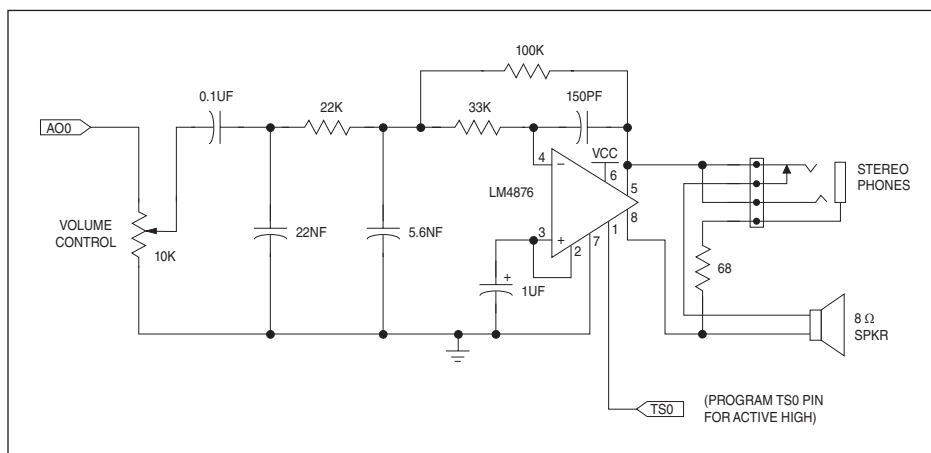 100K
0.1UF
22K
33K
150PF
AO0
VCC
4
−
6
5
STEREO
PHONES
LM4876
8
VOLUME
CONTROL
10K
22NF
5.6NF
3
+
2
7
1
68
+
1UF
8 Ω
SPKR
TS0
(PROGRAM TS0 PIN
FOR ACTIVE HIGH)